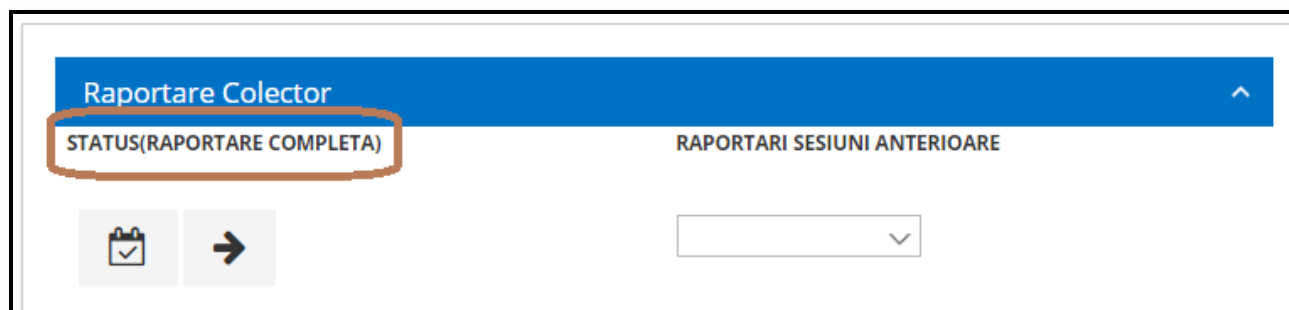 Raportare Colector
STATUS(RAPORTARE COMPLETA)
RAPORTARI SESIUNI ANTERIOARE